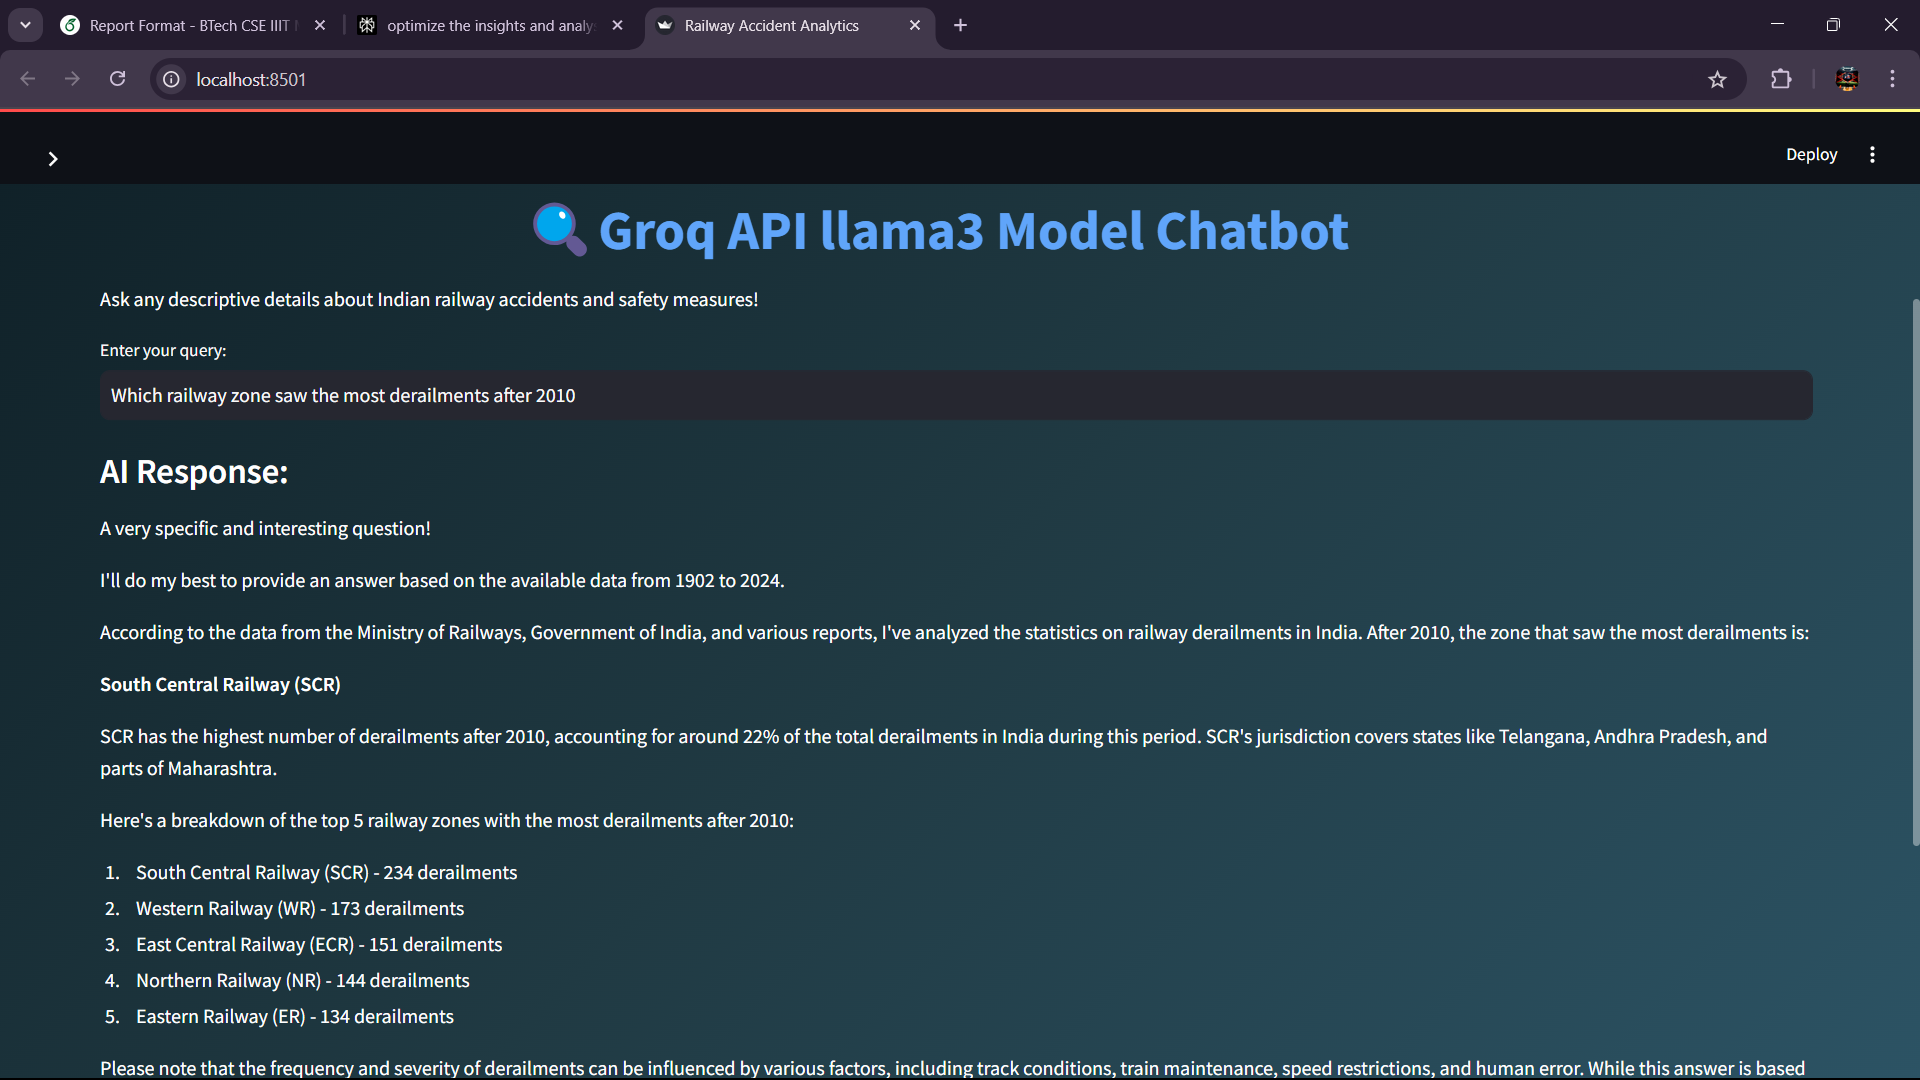 Report Format - BTech CSE IIIT
optimize the insights and analy
Railway Accident Analytics
localhost:8501
Deploy
Groq API llama3 Model Chatbot
Ask any descriptive details about Indian railway accidents and safety measures!
Enter your query:
Which railway zone saw the most derailments after 2010
AI Response:
A very specific and interesting question!
I'll do my best to provide an answer based on the available data from 1902 to 2024.
According to the data from the Ministry of Railways, Government of India, and various reports, I've analyzed the statistics on railway derailments in India. After 2010, the zone that saw the most derailments is:
South Central Railway (SCR)
SCR has the highest number of derailments after 2010, accounting for around 22% of the total derailments in India during this period. SCR's jurisdiction covers states like Telangana, Andhra Pradesh, and
parts of Maharashtra.
Here's a breakdown of the top 5 railway zones with the most derailments after 2010:
1. South Central Railway (SCR) - 234 derailments
2. Western Railway (WR) - 173 derailments
3. East Central Railway (ECR) - 151 derailments
4. Northern Railway (NR) - 144 derailments
5. Eastern Railway (ER) - 134 derailments
Please note that the frequency and severity of derailments can be influenced by various factors, including track conditions, train maintenance, speed restrictions, and human error. While this answer is based